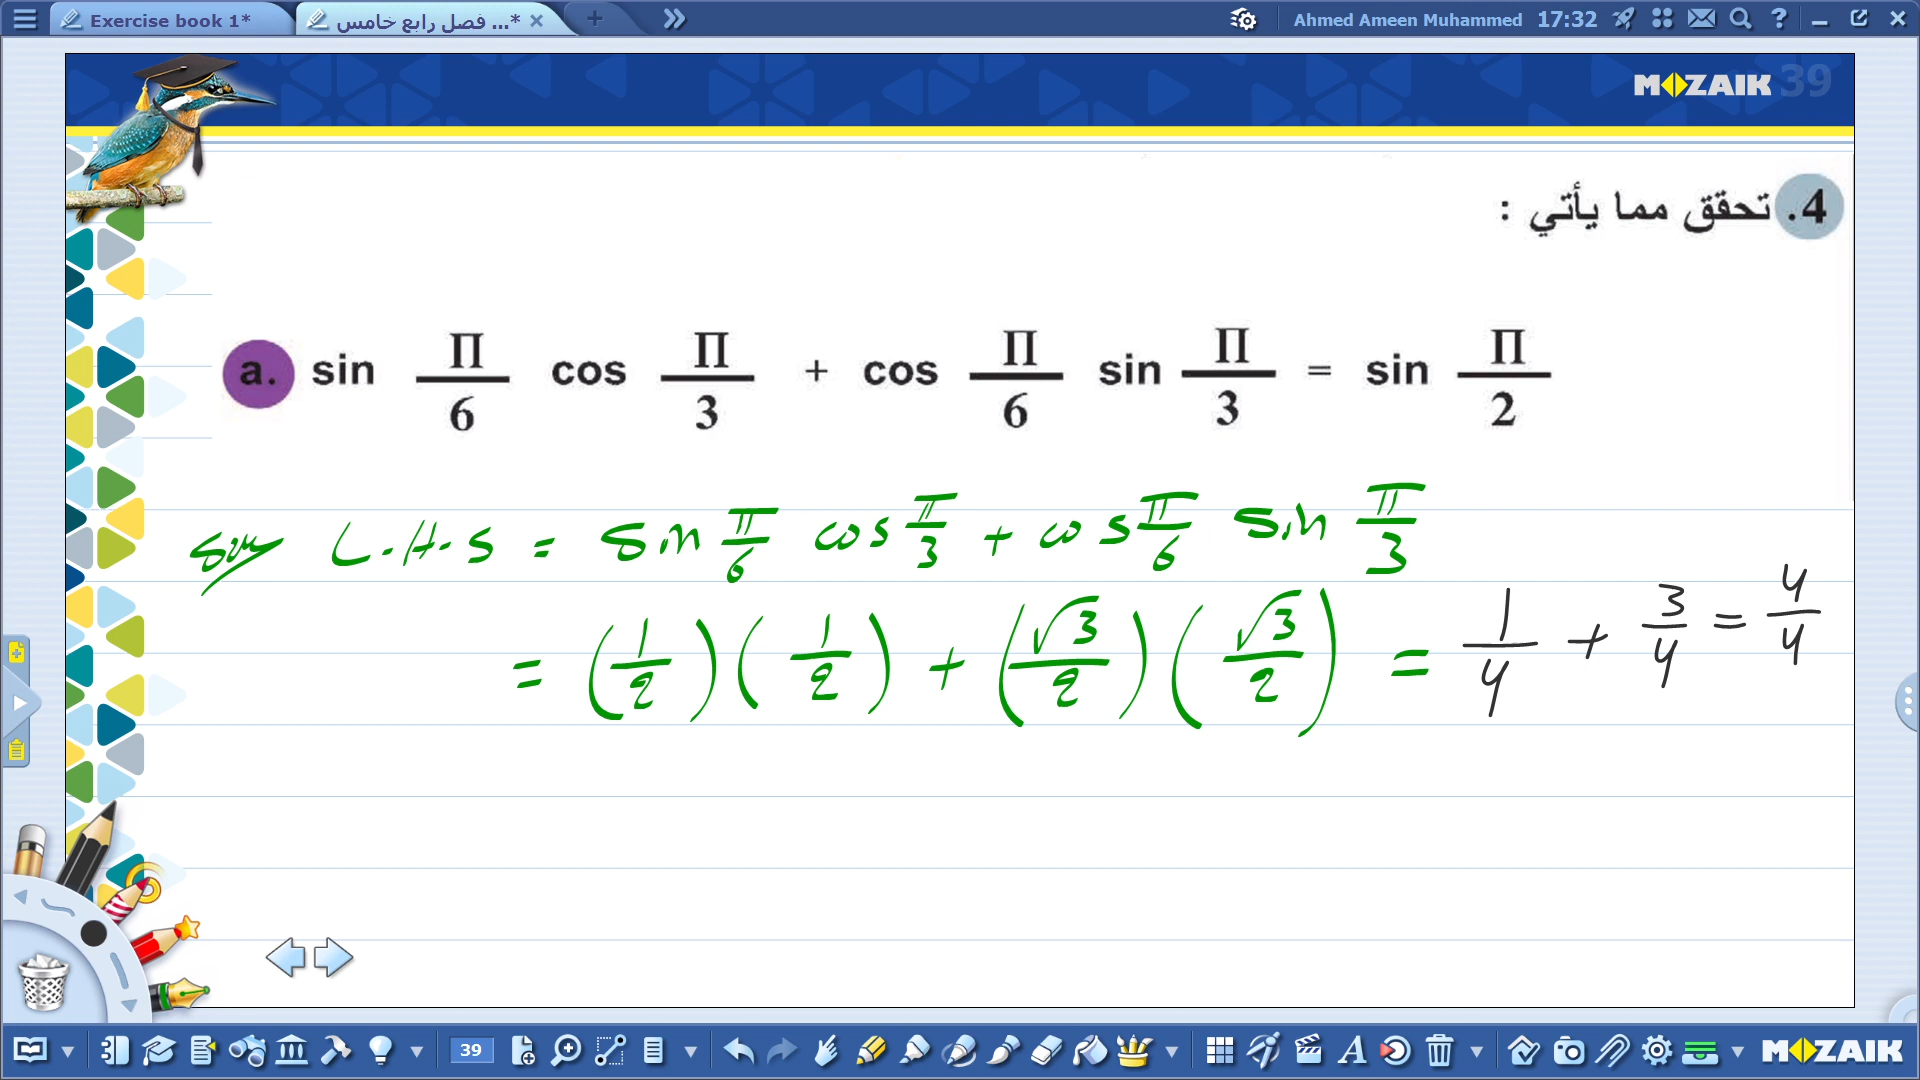 Exercise book 1*
فصل رابع خامس ...*
Ahmed Ameen Muhammed 17:32
MOZAIK 39
4. تحقق مما يأتي :
a. sin Π/6 cos Π/3 + cos Π/6 sin Π/3 = sin Π/2
L.H.S = sin π/6 cos π/3 + cos π/6 sin π/3
= (1/2)(1/2) + (√3/2)(√3/2) = 1/4 + 3/4 = 4/4
39
MOZAIK